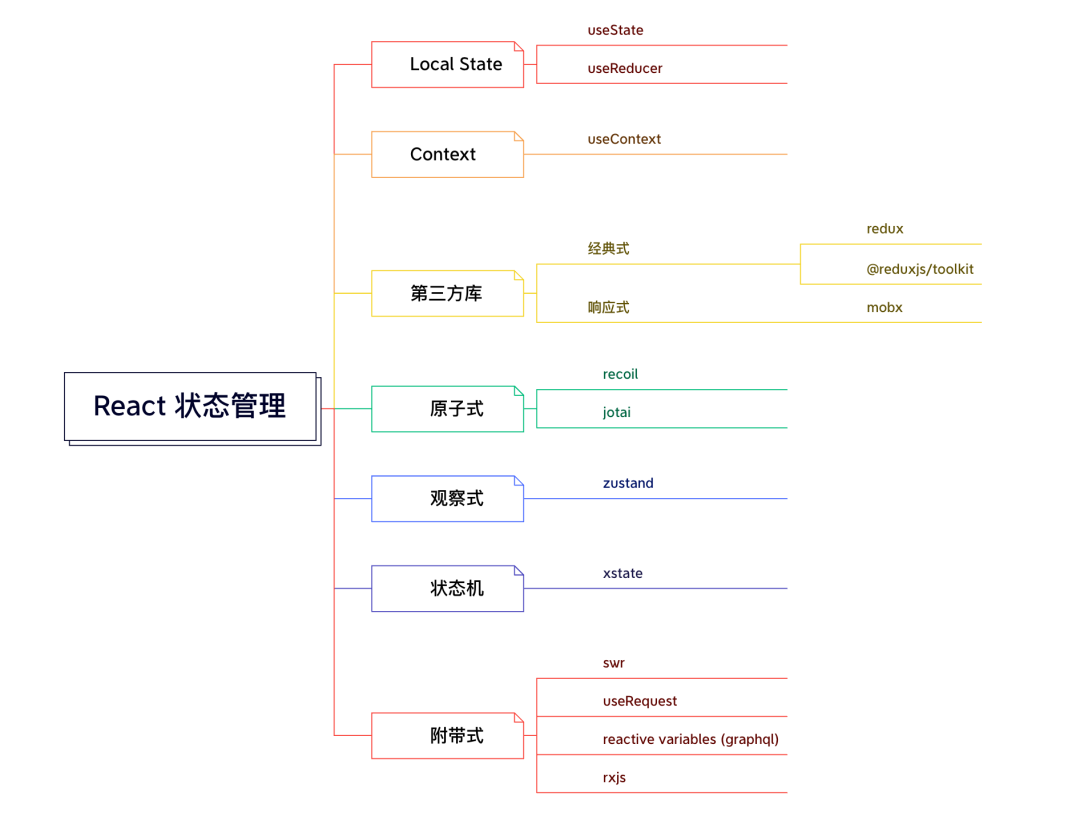 React 状态管理
Local State
useState
useReducer
Context
useContext
第三方库
经典式
redux
@reduxjs/toolkit
响应式
mobx
原子式
recoil
jotai
观察式
zustand
状态机
xstate
附带式
swr
useRequest
reactive variables (graphql)
rxjs